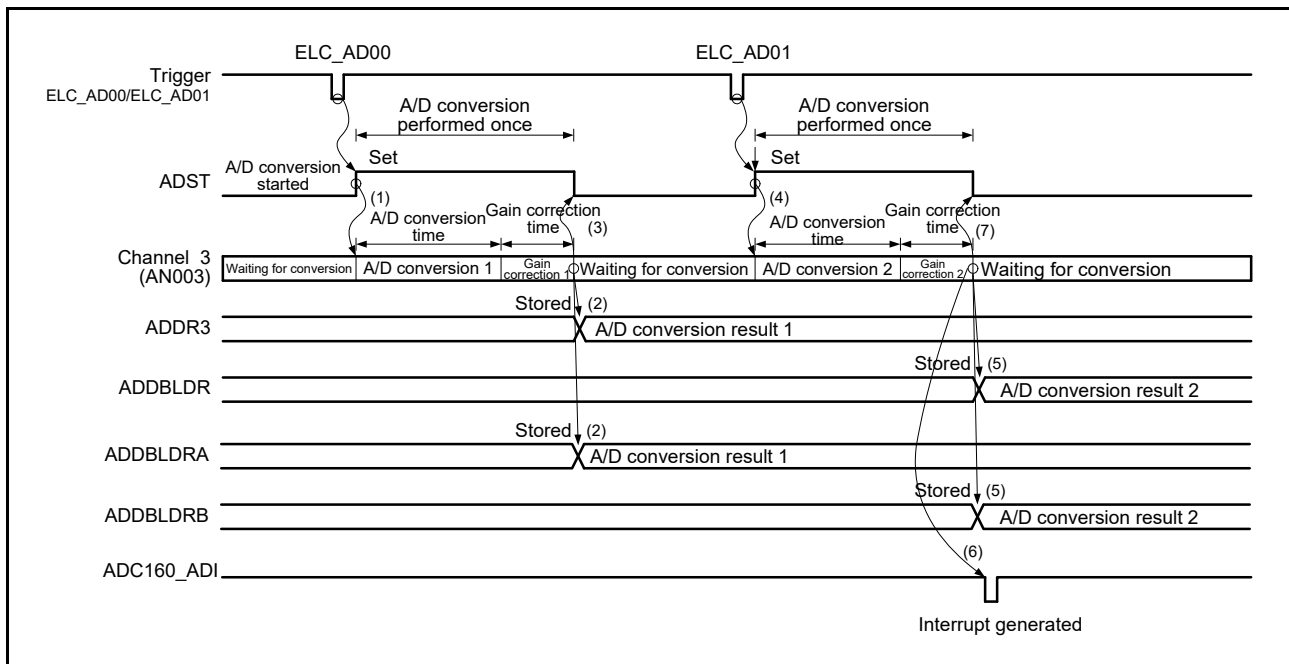 ELC_AD00
ELC_AD01
Trigger
ELC_AD00/ELC_AD01
A/D conversion
performed once
A/D conversion
performed once
Set
Set
A/D conversion
started
ADST
(1)
A/D conversion
time
Gain correction
time
(3)
(4)
A/D conversion
time
Gain correction
time
(7)
Channel 3
(AN003)
Waiting for conversion
A/D conversion 1
Gain
correction 1
Waiting for conversion
A/D conversion 2
Gain
correction 2
Waiting for conversion
Stored (2)
ADDR3
A/D conversion result 1
Stored (5)
ADDBLDR
A/D conversion result 2
Stored (2)
ADDBLDRA
A/D conversion result 1
Stored (5)
ADDBLDRB
A/D conversion result 2
(6)
ADC160_ADI
Interrupt generated